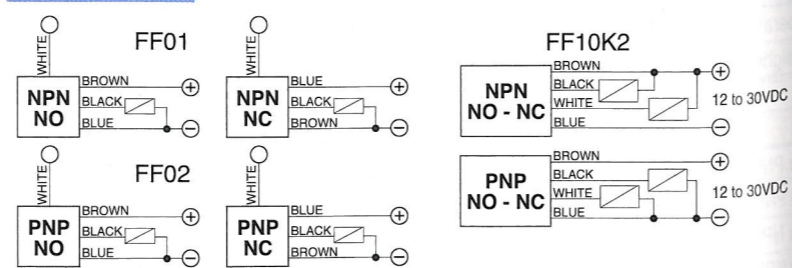 FF01
WHITE
NPN
NO
BROWN
BLACK
BLUE
+
−
WHITE
NPN
NC
BLUE
BLACK
BROWN
+
−
FF02
WHITE
PNP
NO
BROWN
BLACK
BLUE
+
−
WHITE
PNP
NC
BLUE
BLACK
BROWN
+
−
FF10K2
NPN
NO - NC
BROWN
BLACK
WHITE
BLUE
+
12 to 30VDC
−
PNP
NO - NC
BROWN
BLACK
WHITE
BLUE
+
12 to 30VDC
−